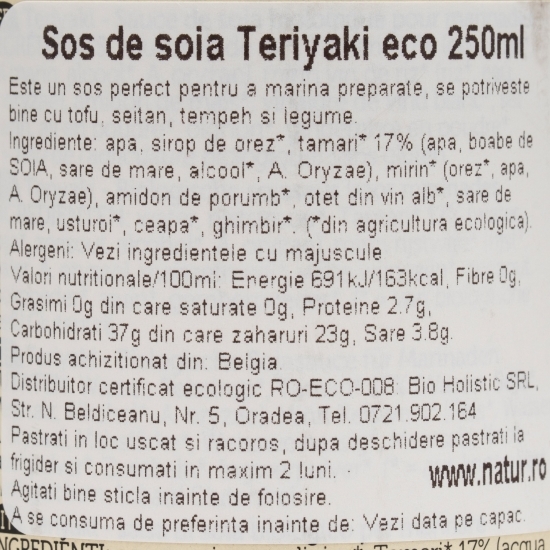 Sos de soia Teriyaki eco 250ml
Este un sos perfect pentru a marina preparate, se potriveste
bine cu tofu, seitan, tempeh si legume.
Ingrediente: apa, sirop de orez*, tamari* 17% (apa, boabe de
SOIA, sare de mare, alcool*, A. Oryzae), mirin* (orez*, apa,
A. Oryzae), amidon de porumb*, otet din vin alb*, sare de
mare, usturoi*, ceapa*, ghimbir*. (*din agricultura ecologica).
Alergeni: Vezi ingredientele cu majuscule
Valori nutritionale/100ml: Energie 691kJ/163kcal, Fibre 0g,
Grasimi 0g din care saturate 0g, Proteine 2.7g,
Carbohidrati 37g din care zaharuri 23g, Sare 3.8g.
Produs achizitionat din: Belgia.
Distribuitor certificat ecologic RO-ECO-008: Bio Holistic SRL,
Str. N. Beldiceanu, Nr. 5, Oradea, Tel. 0721.902.164
Pastrati in loc uscat si racoros, dupa deschidere pastrati la
frigider si consumati in maxim 2 luni.
www.natur.ro
Agitati bine sticla inainte de folosire.
A se consuma de preferinta inainte de: Vezi data pe capac.
17% (acqua